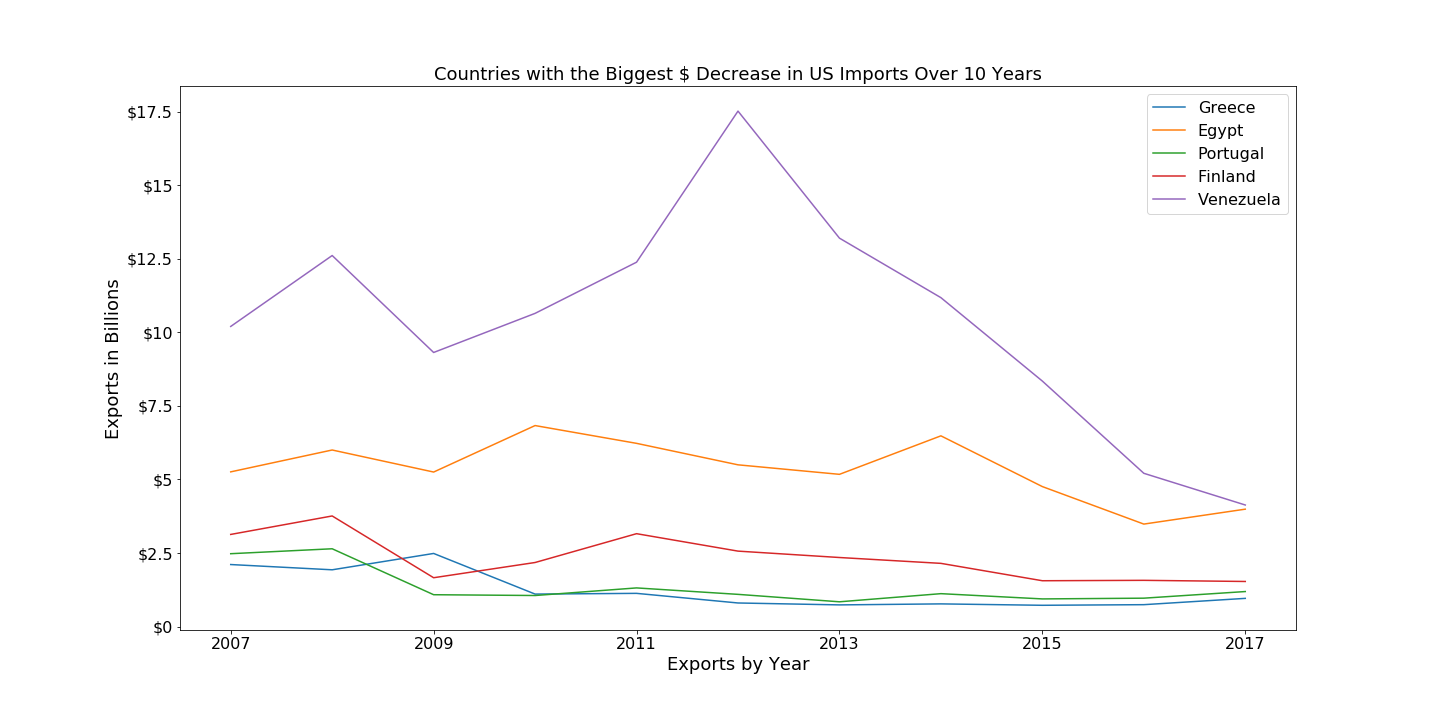 Countries with the Biggest $ Decrease in US Imports Over 10 Years
Exports in Billions
$17.5
$15
$12.5
$10
$7.5
$5
$2.5
$0
Greece
Egypt
Portugal
Finland
Venezuela
2007 2009 2011 2013 2015 2017
Exports by Year